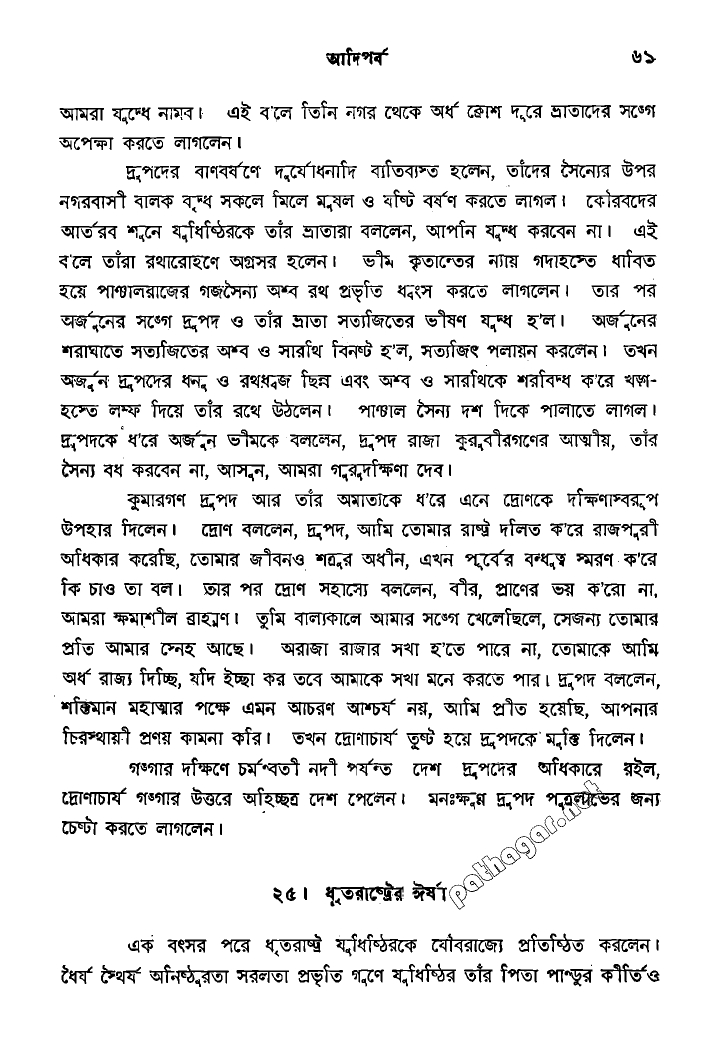 আদিপর্ব ৬১
আমরা যুদ্ধে নামব। এই ব'লে তিনি নগর থেকে অর্ধ ক্রোশ দূরে ভ্রাতাদের সঙ্গে
অপেক্ষা করতে লাগলেন।
দ্রুপদের বাণবর্ষণে দুর্যোধনাদি ব্যতিব্যস্ত হলেন, তাঁদের সৈন্যের উপর
নগরবাসী বালক বৃদ্ধ সকলে মিলে মুষল ও যষ্টি বর্ষণ করতে লাগল। কৌরবদের
আর্তরব শুনে যুধিষ্ঠিরকে তাঁর ভ্রাতারা বললেন, আপনি যুদ্ধ করবেন না। এই
ব'লে তাঁরা রথারোহণে অগ্রসর হলেন। ভীম কৃতান্তের ন্যায় গদাহস্তে ধাবিত
হয়ে পাঞ্চালরাজের গজসৈন্য অশ্ব রথ প্রভৃতি ধ্বংস করতে লাগলেন। তার পর
অর্জুনের সঙ্গে দ্রুপদ ও তাঁর ভ্রাতা সত্যজিতের ভীষণ যুদ্ধ হ'ল। অর্জুনের
শরাঘাতে সত্যজিতের অশ্ব ও সারথি বিনষ্ট হ'ল, সত্যজিৎ পলায়ন করলেন। তখন
অর্জুন দ্রুপদের ধনু ও রথধ্বজ ছিন্ন এবং অশ্ব ও সারথিকে শরবিদ্ধ ক'রে খড়্গ-
হস্তে লম্ফ দিয়ে তাঁর রথে উঠলেন। পাঞ্চাল সৈন্য দশ দিকে পালাতে লাগল।
দ্রুপদকে ধ'রে অর্জুন ভীমকে বললেন, দ্রুপদ রাজা কুরুবীরগণের আত্মীয়, তাঁর
সৈন্য বধ করবেন না, আসুন, আমরা গুরুদক্ষিণা দেব।
কুমারগণ দ্রুপদ আর তাঁর অমাত্যকে ধ'রে এনে দ্রোণকে দক্ষিণাস্বরূপ
উপহার দিলেন। দ্রোণ বললেন, দ্রুপদ, আমি তোমার রাষ্ট্র দলিত ক'রে রাজপুরী
অধিকার করেছি, তোমার জীবনও শত্রুর অধীন, এখন পূর্বের বন্ধুত্ব স্মরণ ক'রে
কি চাও তা বল। তার পর দ্রোণ সহাস্যে বললেন, বীর, প্রাণের ভয় ক'রো না,
আমরা ক্ষমাশীল ব্রাহ্মণ। তুমি বাল্যকালে আমার সঙ্গে খেলেছিলে, সেজন্য তোমার
প্রতি আমার স্নেহ আছে। অরাজা রাজার সখা হ'তে পারে না, তোমাকে আমি
অর্ধ রাজ্য দিচ্ছি, যদি ইচ্ছা কর তবে আমাকে সখা মনে করতে পার। দ্রুপদ বললেন,
শক্তিমান মহাত্মার পক্ষে এমন আচরণ আশ্চর্য নয়, আমি প্রীত হয়েছি, আপনার
চিরস্থায়ী প্রণয় কামনা করি। তখন দ্রোণাচার্য তুষ্ট হয়ে দ্রুপদকে মুক্তি দিলেন।
গঙ্গার দক্ষিণে চর্মণ্বতী নদী পর্যন্ত দেশ দ্রুপদের অধিকারে রইল,
দ্রোণাচার্য গঙ্গার উত্তরে অহিচ্ছত্র দেশ পেলেন। মনঃক্ষুণ্ণ দ্রুপদ পুত্রলাভের জন্য
চেষ্টা করতে লাগলেন।
pathagar.net
২৫। ধৃতরাষ্ট্রের ঈর্ষা
এক বৎসর পরে ধৃতরাষ্ট্র যুধিষ্ঠিরকে যৌবরাজ্যে প্রতিষ্ঠিত করলেন।
ধৈর্য স্থৈর্য অনিষ্ঠুরতা সরলতা প্রভৃতি গুণে যুধিষ্ঠির তাঁর পিতা পাণ্ডুর কীর্তিও